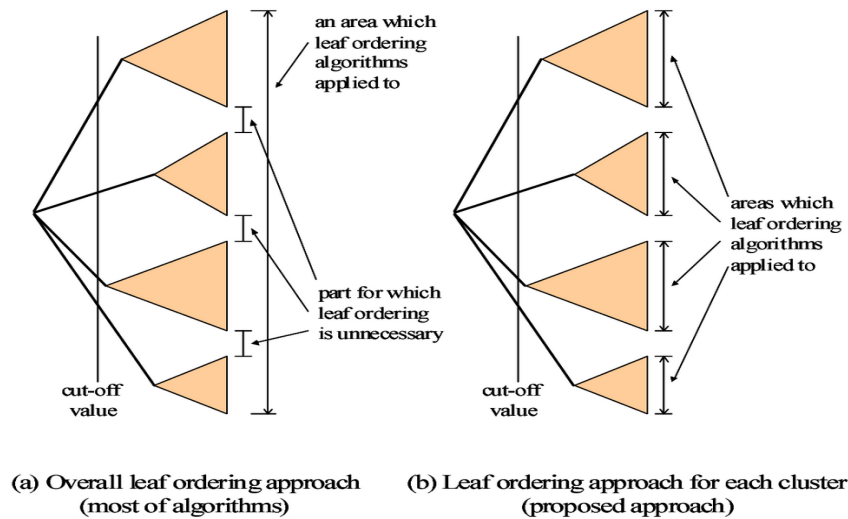 an area which
leaf ordering
algorithms
applied to
part for which
leaf ordering
is unnecessary
cut-off
value
areas which
leaf ordering
algorithms
applied to
cut-off
value
(a) Overall leaf ordering approach
(most of algorithms)
(b) Leaf ordering approach for each cluster
(proposed approach)